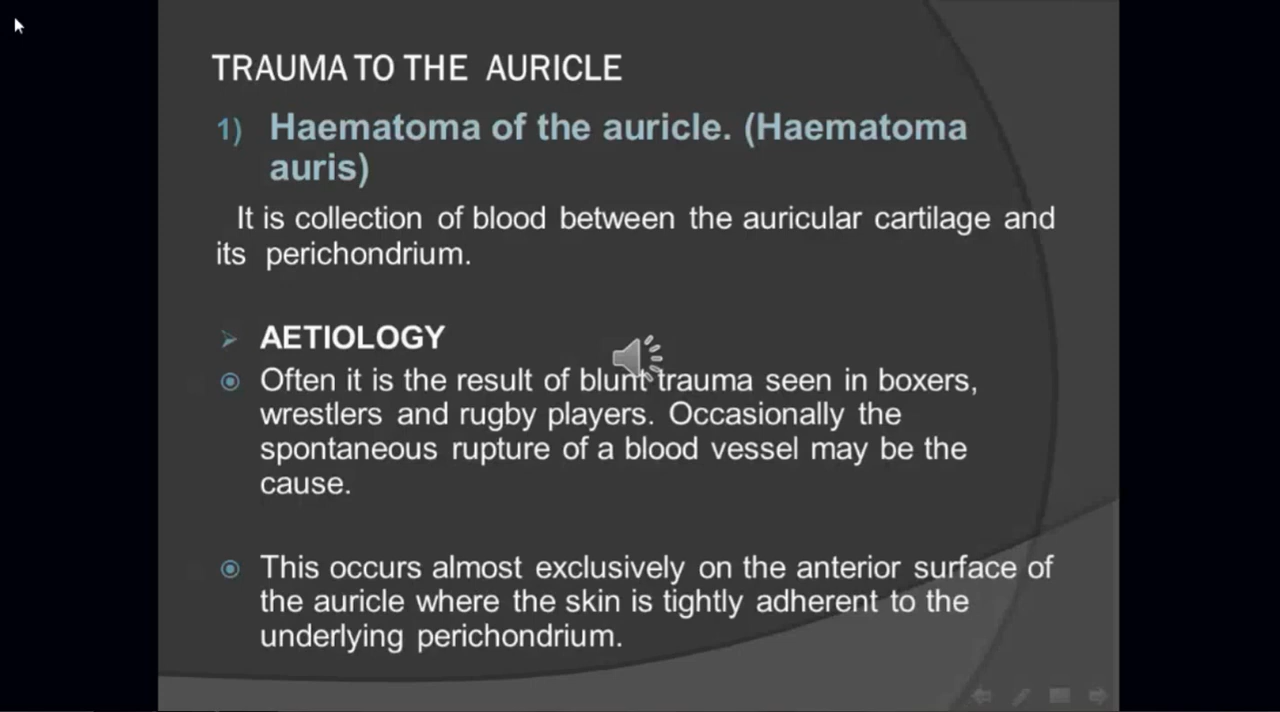 TRAUMA TO THE AURICLE
1) Haematoma of the auricle. (Haematoma
auris)
It is collection of blood between the auricular cartilage and
its perichondrium.
AETIOLOGY
Often it is the result of blunt trauma seen in boxers,
wrestlers and rugby players. Occasionally the
spontaneous rupture of a blood vessel may be the
cause.
This occurs almost exclusively on the anterior surface of
the auricle where the skin is tightly adherent to the
underlying perichondrium.